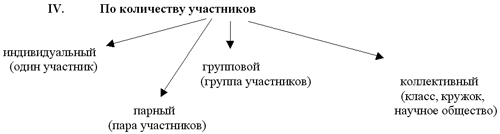 IV. По количеству участников
индивидуальный
(один участник)
групповой
(группа участников)
коллективный
(класс, кружок,
научное общество)
парный
(пара участников)